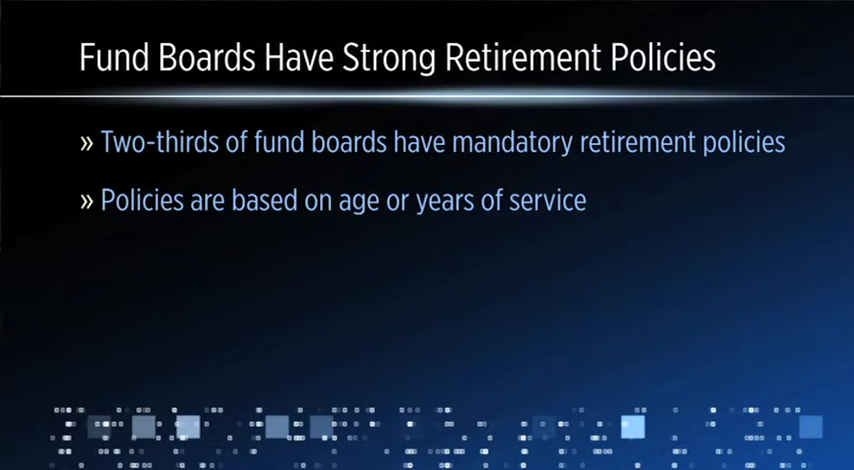 Fund Boards Have Strong Retirement Policies
» Two-thirds of fund boards have mandatory retirement policies
» Policies are based on age or years of service